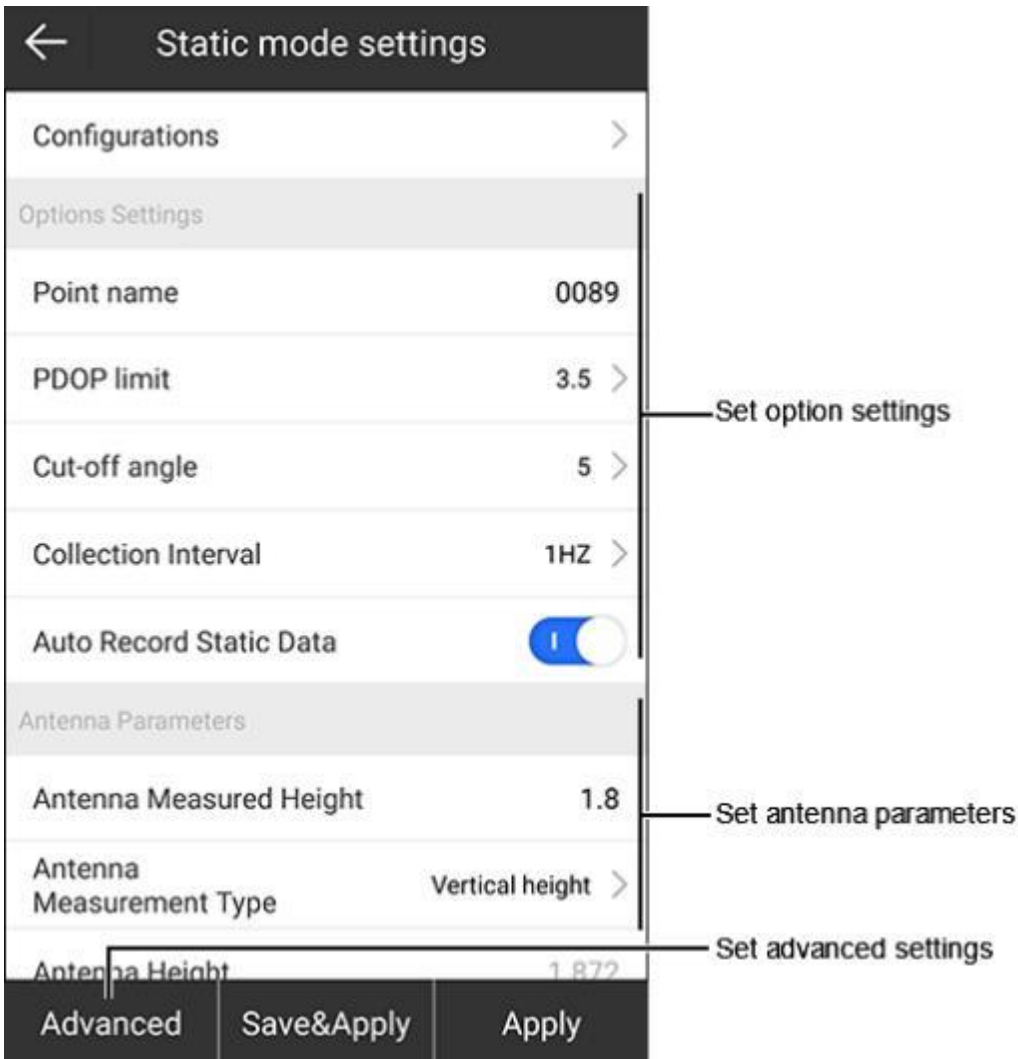 Static mode settings
Configurations
Options Settings
Point name 0089
PDOP limit 3.5
Cut-off angle 5
Collection Interval 1HZ
Auto Record Static Data
Set option settings
Antenna Parameters
Antenna Measured Height 1.8
Set antenna parameters
Antenna
Measurement Type Vertical height
Set advanced settings
Antenna Height 1.872
Advanced Save&Apply Apply